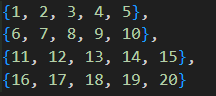 {1, 2, 3, 4, 5},
{6, 7, 8, 9, 10},
{11, 12, 13, 14, 15},
{16, 17, 18, 19, 20}